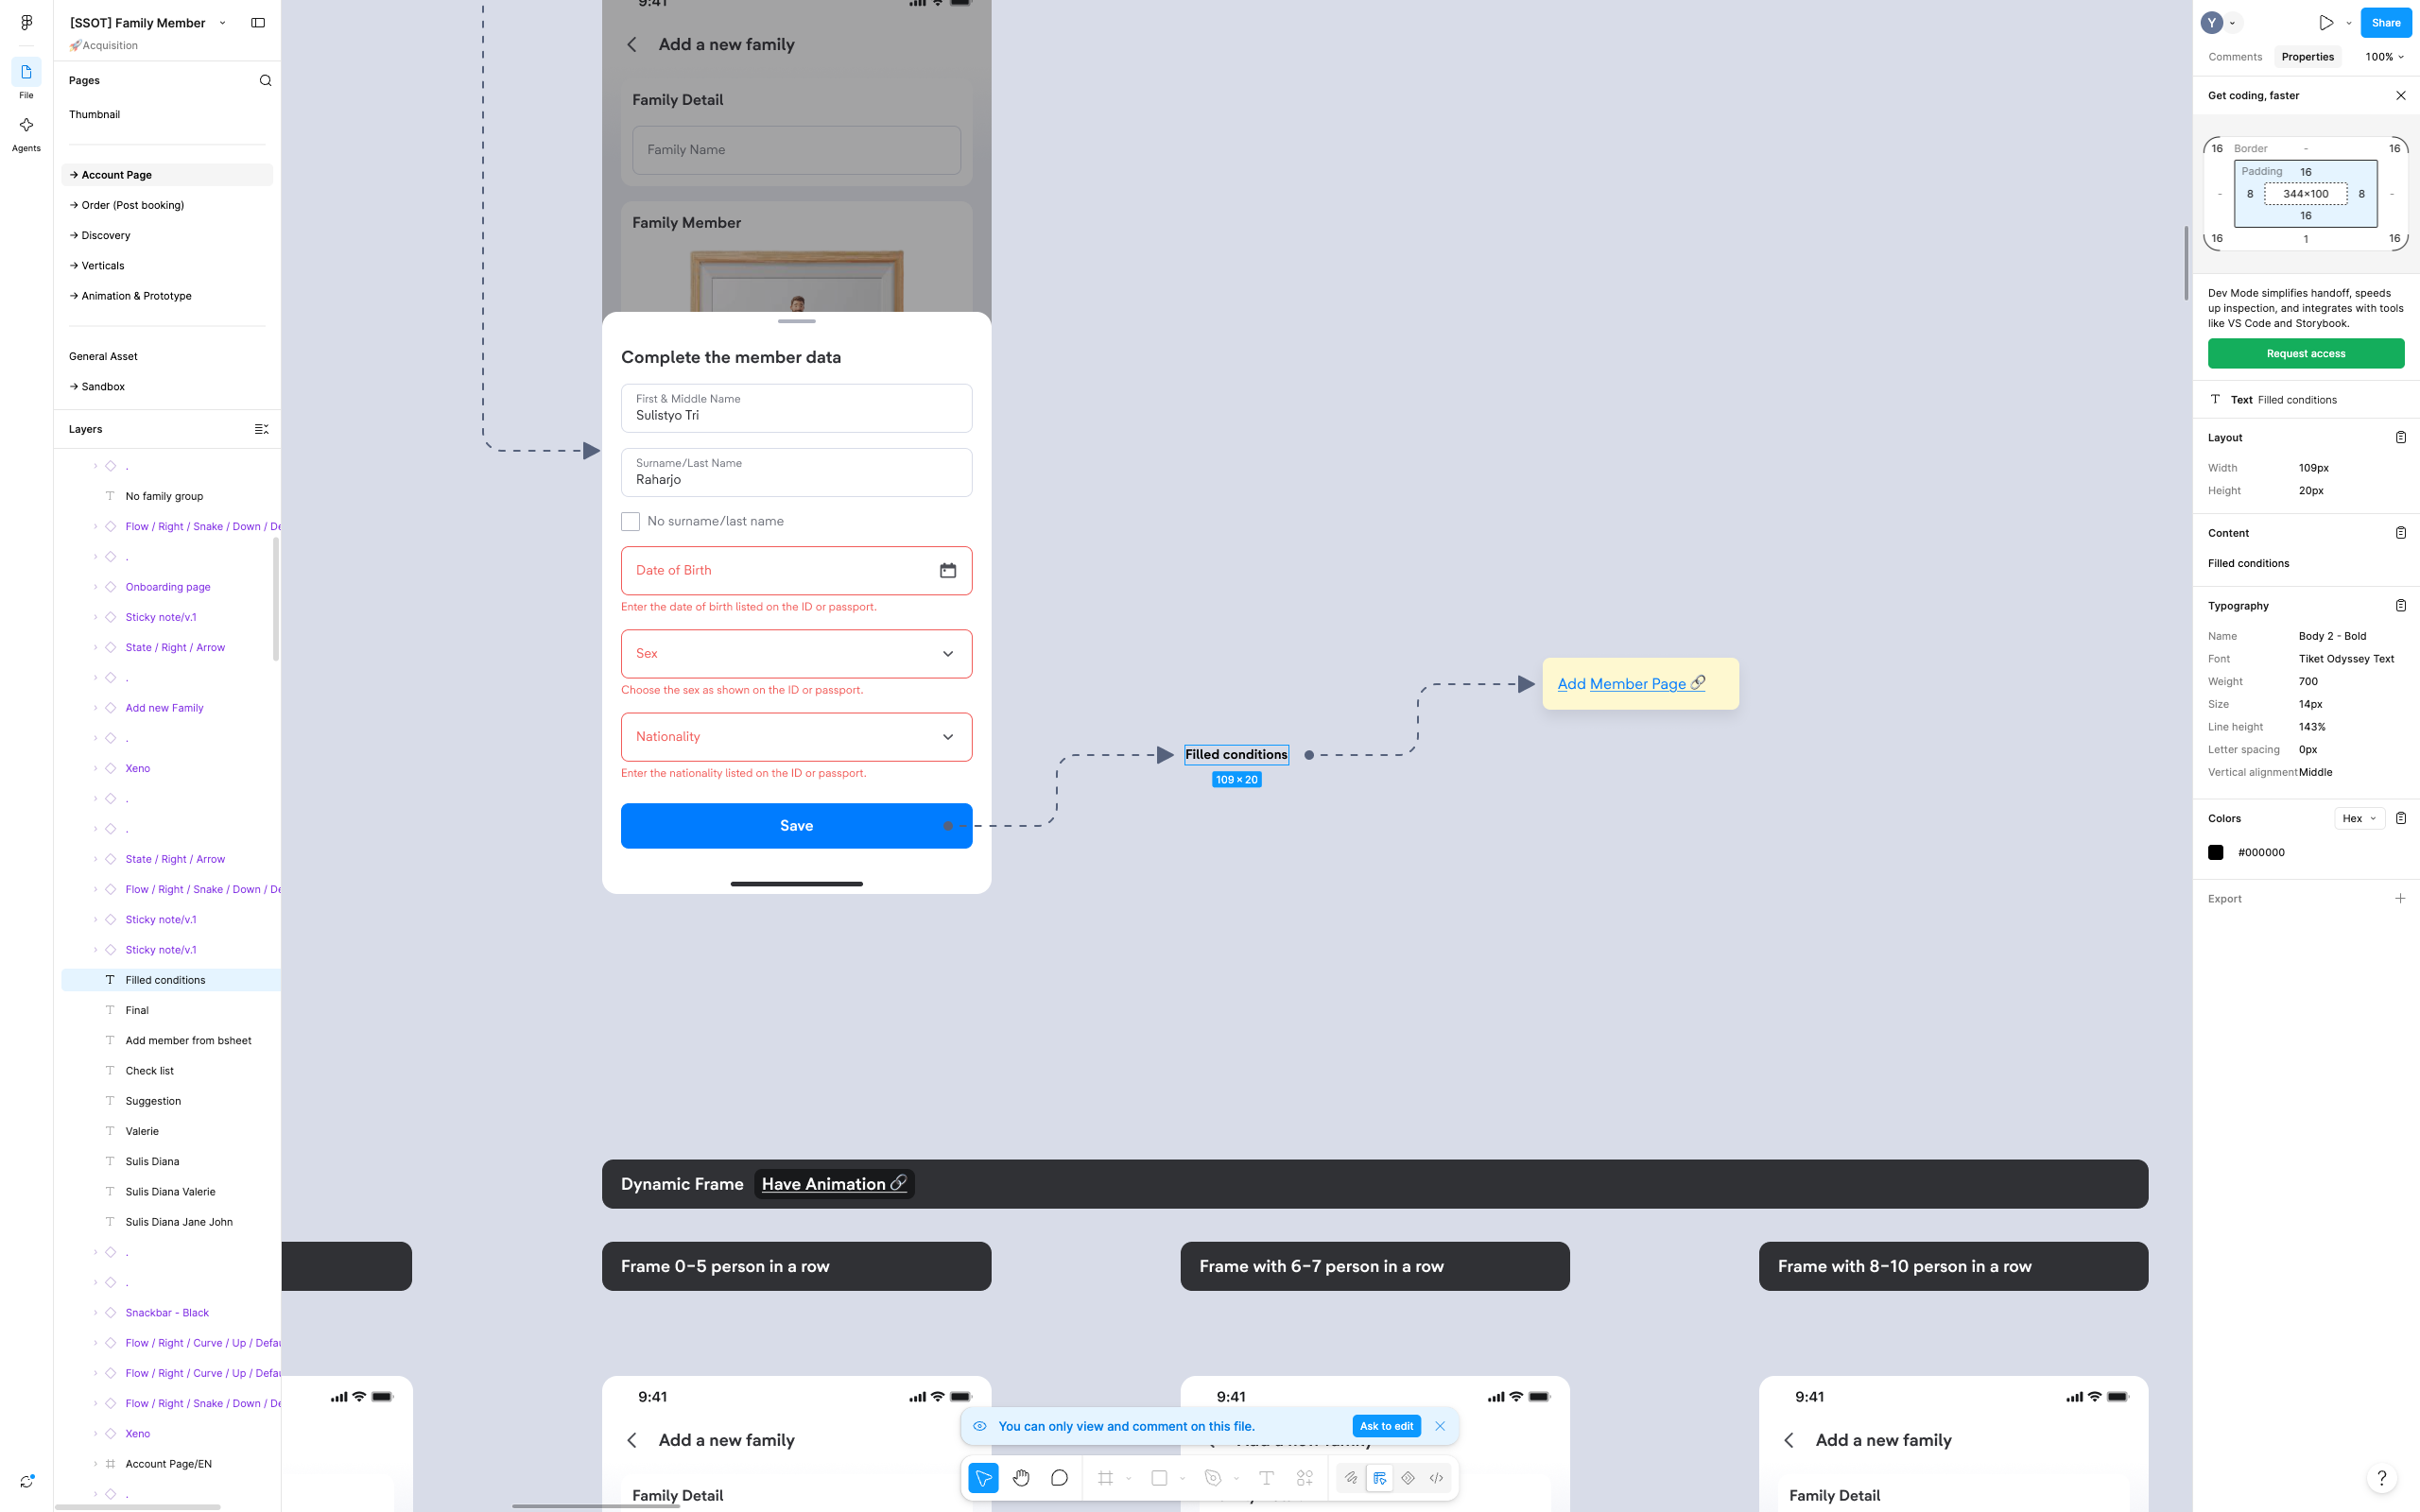 [SSOT] Family Member
🚀Acquisition
File
Agents
Pages
Thumbnail
→ Account Page
→ Order (Post booking)
→ Discovery
→ Verticals
→ Animation & Prototype
General Asset
→ Sandbox
Layers
.
No family group
Flow / Right / Snake / Down / De
.
Onboarding page
Sticky note/v.1
State / Right / Arrow
.
Add new Family
.
Xeno
.
.
State / Right / Arrow
Flow / Right / Snake / Down / De
Sticky note/v.1
Sticky note/v.1
Filled conditions
Final
Add member from bsheet
Check list
Suggestion
Valerie
Sulis Diana
Sulis Diana Valerie
Sulis Diana Jane John
.
.
Snackbar - Black
Flow / Right / Curve / Up / Defau
Flow / Right / Curve / Up / Defau
Flow / Right / Snake / Down / De
Xeno
Account Page/EN
.
9:41
Add a new family
Family Detail
Family Name
Family Member
Complete the member data
First & Middle Name
Sulistyo Tri
Surname/Last Name
Raharjo
No surname/last name
Date of Birth
Enter the date of birth listed on the ID or passport.
Sex
Choose the sex as shown on the ID or passport.
Nationality
Enter the nationality listed on the ID or passport.
Save
Filled conditions
109 × 20
Add Member Page 🔗
Dynamic Frame Have Animation 🔗
Frame 0-5 person in a row
Frame with 6-7 person in a row
Frame with 8-10 person in a row
9:41
Add a new family
Family Detail
9:41
Add a new family
9:41
Add a new family
Family Detail
You can only view and comment on this file.
Ask to edit
Y
Share
Comments
Properties
100%
Get coding, faster
16 Border - 16
Padding 16
- 8 344×100 8 -
16
16 1 16
Dev Mode simplifies handoff, speeds
up inspection, and integrates with tools
like VS Code and Storybook.
Request access
Text Filled conditions
Layout
Width 109px
Height 20px
Content
Filled conditions
Typography
Name Body 2 - Bold
Font Tiket Odyssey Text
Weight 700
Size 14px
Line height 143%
Letter spacing 0px
Vertical alignment Middle
Colors
Hex
#000000
Export
?